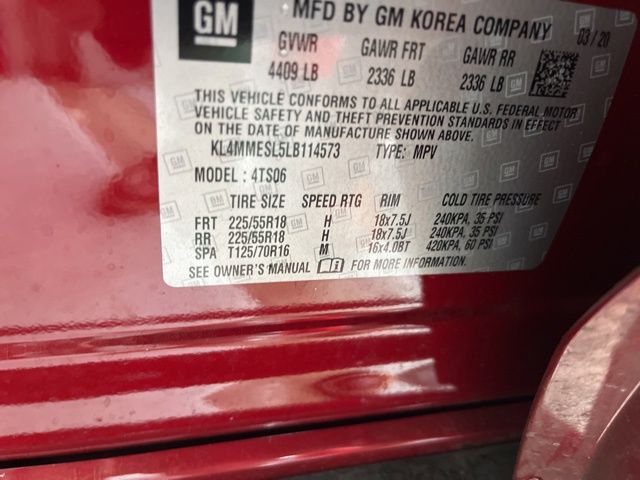 GM
MFD BY GM KOREA COMPANY
03/20
GVWR GAWR FRT GAWR RR
4409 LB 2336 LB 2336 LB
THIS VEHICLE CONFORMS TO ALL APPLICABLE U.S. FEDERAL MOTOR
VEHICLE SAFETY AND THEFT PREVENTION STANDARDS IN EFFECT
ON THE DATE OF MANUFACTURE SHOWN ABOVE.
KL4MMESL5LB114573 TYPE: MPV
MODEL: 4TS06
TIRE SIZE SPEED RTG RIM COLD TIRE PRESSURE
FRT 225/55R18 H 18x7.5J 240KPA, 35 PSI
RR 225/55R18 H 18x7.5J 240KPA, 35 PSI
SPA T125/70R16 M 16x4.0BT 420KPA, 60 PSI
SEE OWNER'S MANUAL FOR MORE INFORMATION.